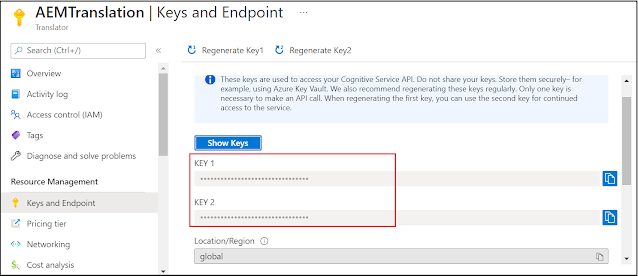 AEMTranslation | Keys and Endpoint ...
Translator
Search (Ctrl+/)
«
Regenerate Key1 Regenerate Key2
Overview
Activity log
Access control (IAM)
Tags
Diagnose and solve problems
Resource Management
Keys and Endpoint
Pricing tier
Networking
Cost analysis
These keys are used to access your Cognitive Service API. Do not share your keys. Store them securely– for
example, using Azure Key Vault. We also recommend regenerating these keys regularly. Only one key is
necessary to make an API call. When regenerating the first key, you can use the second key for continued
access to the service.
Show Keys
KEY 1
••••••••••••••••••••••••••••••••
KEY 2
••••••••••••••••••••••••••••••••
Location/Region
global